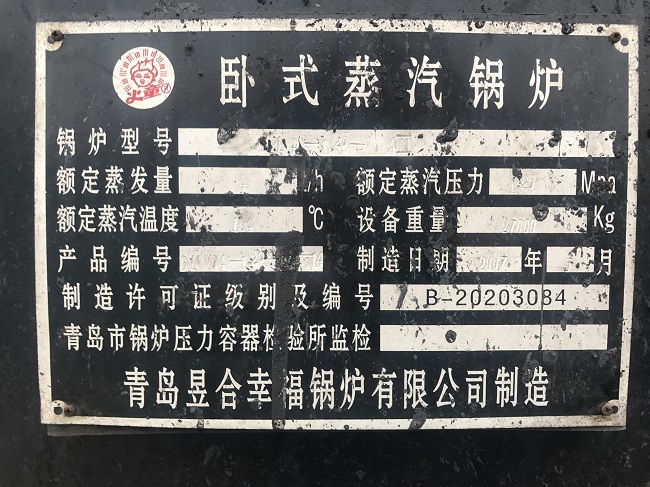 火童®
卧式蒸汽锅炉
锅炉型号
额定蒸发量 t/h 额定蒸汽压力 Mpa
额定蒸汽温度 194 ℃ 设备重量 27000 Kg
产品编号 制造日期 年 月
制造许可证级别及编号 B-20203084
青岛市锅炉压力容器检验所监检
青岛昱合幸福锅炉有限公司制造